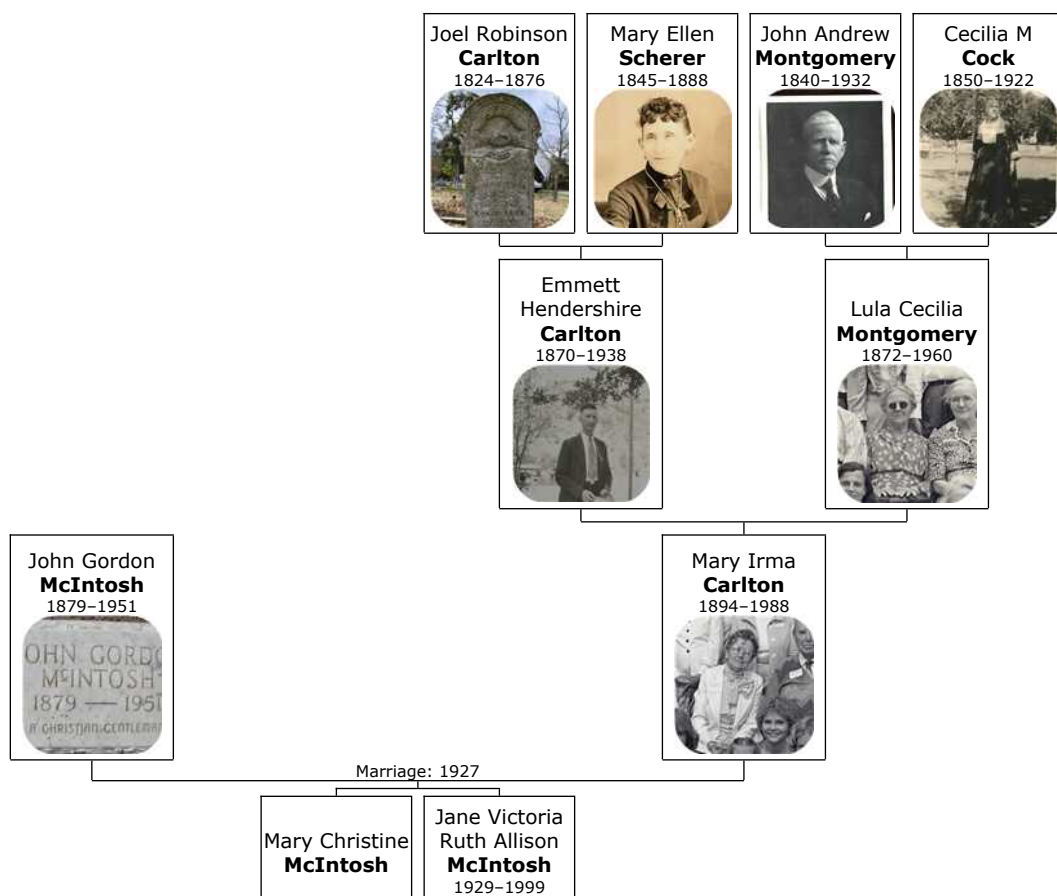 Joel Robinson
Carlton
1824–1876
Mary Ellen
Scherer
1845–1888
John Andrew
Montgomery
1840–1932
Cecilia M
Cock
1850–1922
Emmett
Hendershire
Carlton
1870–1938
Lula Cecilia
Montgomery
1872–1960
John Gordon
McIntosh
1879–1951
OHN GORDO
McINTOSH
1879 — 1951
A CHRISTIAN GENTLEMA
Mary Irma
Carlton
1894–1988
Marriage: 1927
Mary Christine
McIntosh
Jane Victoria
Ruth Allison
McIntosh
1929–1999